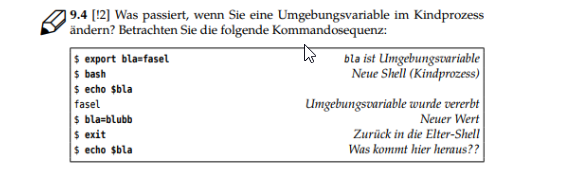 9.4 [!2] Was passiert, wenn Sie eine Umgebungsvariable im Kindprozess
ändern? Betrachten Sie die folgende Kommandosequenz:
$ export bla=fasel bla ist Umgebungsvariable
$ bash Neue Shell (Kindprozess)
$ echo $bla
fasel Umgebungsvariable wurde vererbt
$ bla=blubb Neuer Wert
$ exit Zurück in die Elter-Shell
$ echo $bla Was kommt hier heraus??